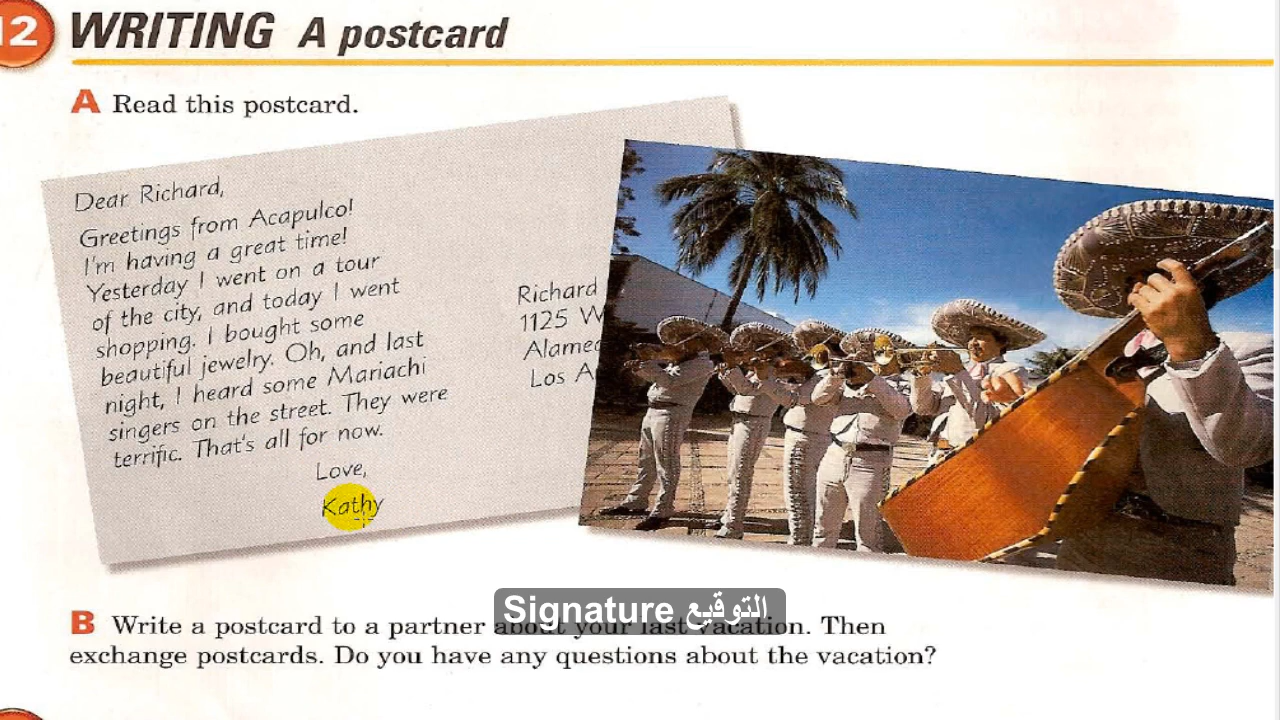 12 WRITING A postcard
A Read this postcard.
Dear Richard,
Greetings from Acapulco!
I'm having a great time!
Yesterday I went on a tour
of the city, and today I went
shopping. I bought some
beautiful jewelry. Oh, and last
night, I heard some Mariachi
singers on the street. They were
terrific. That's all for now.
Love,
Kathy
Richard
1125 W
Los A
Signature التوقيع
B Write a postcard to a partner about your last vacation. Then
exchange postcards. Do you have any questions about the vacation?